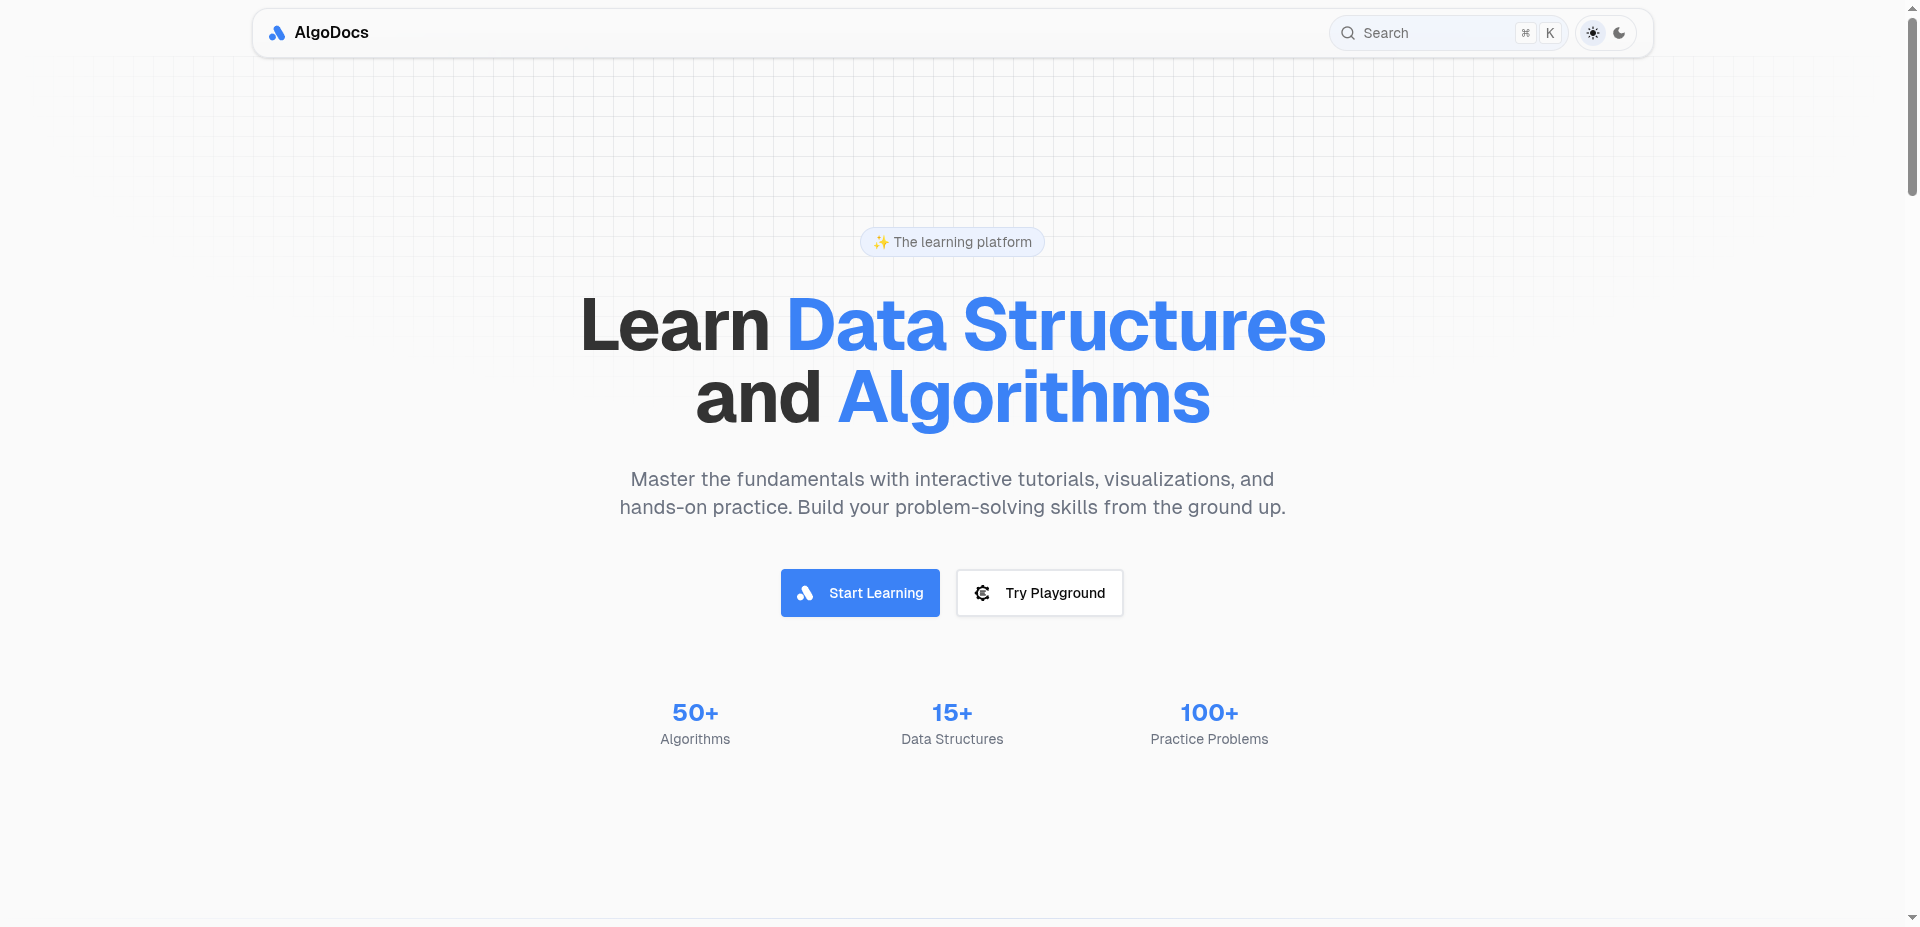 AlgoDocs
Search
⌘ K
✨ The learning platform
Learn Data Structures
and Algorithms
Master the fundamentals with interactive tutorials, visualizations, and
hands-on practice. Build your problem-solving skills from the ground up.
Start Learning
Try Playground
50+
Algorithms
15+
Data Structures
100+
Practice Problems